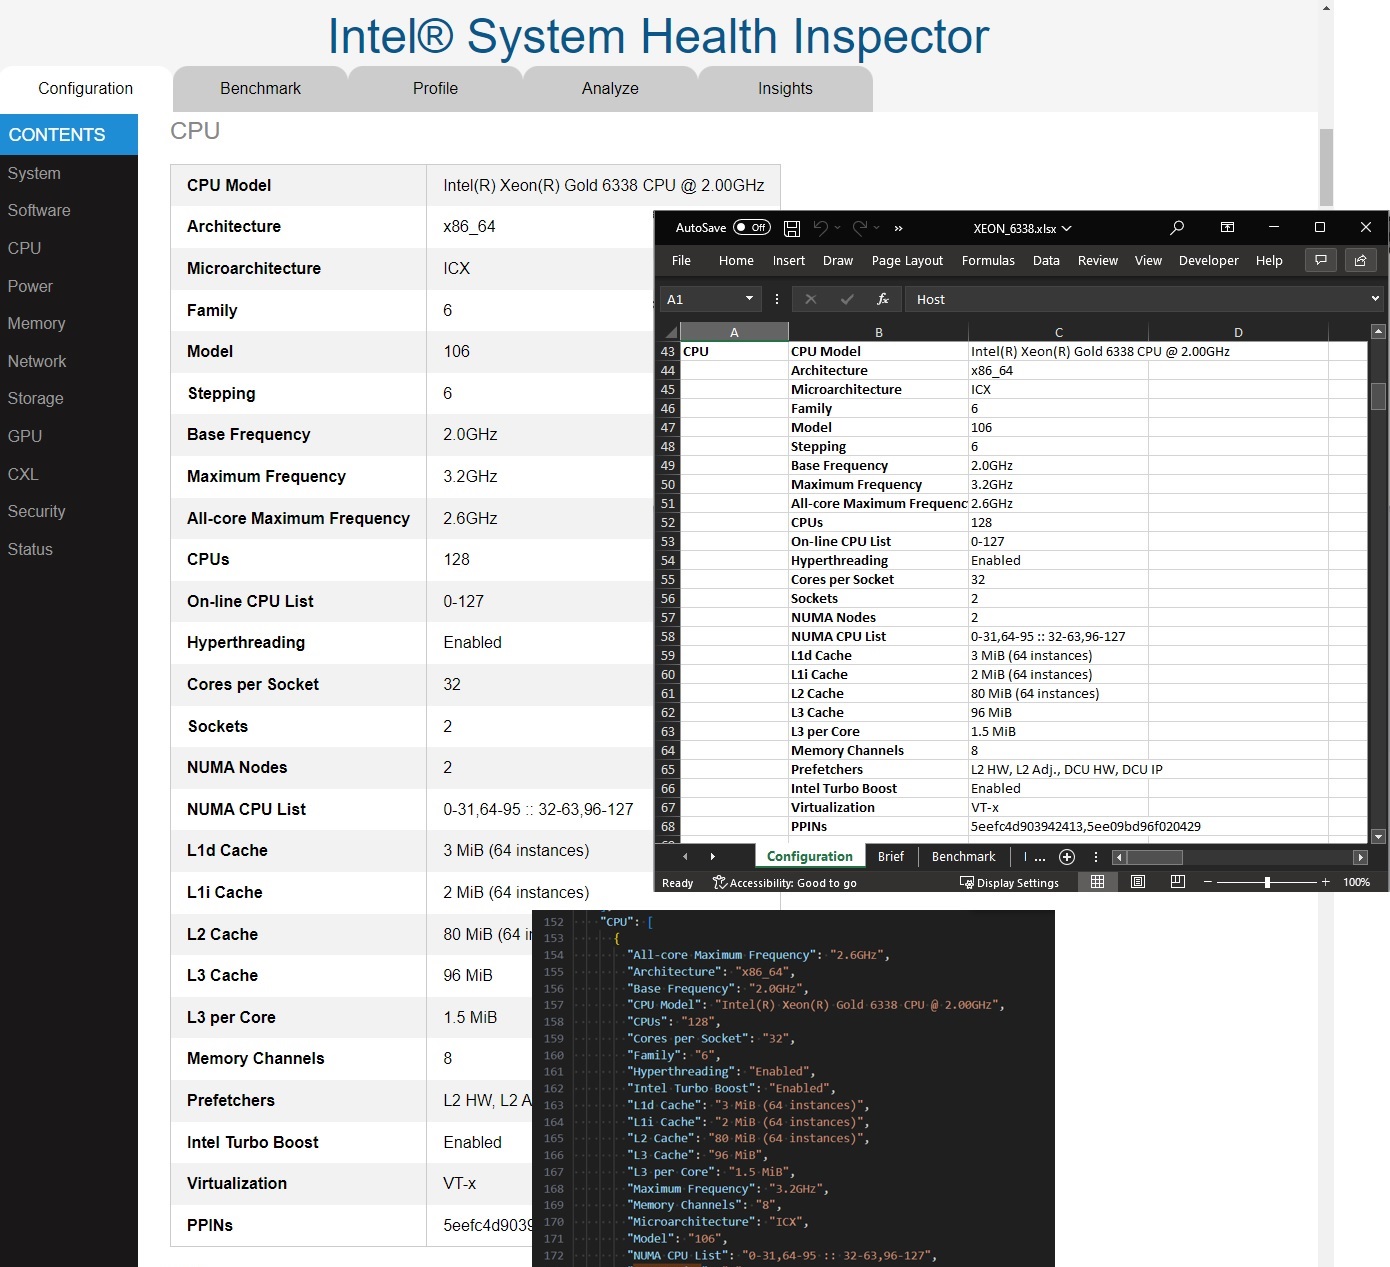 Intel® System Health Inspector
Configuration Benchmark Profile Analyze Insights
CONTENTS
System
Software
CPU
Power
Memory
Network
Storage
GPU
CXL
Security
Status
CPU
CPU Model Intel(R) Xeon(R) Gold 6338 CPU @ 2.00GHz
Architecture x86_64
Microarchitecture ICX
Family 6
Model 106
Stepping 6
Base Frequency 2.0GHz
Maximum Frequency 3.2GHz
All-core Maximum Frequency 2.6GHz
CPUs 128
On-line CPU List 0-127
Hyperthreading Enabled
Cores per Socket 32
Sockets 2
NUMA Nodes 2
NUMA CPU List 0-31,64-95 :: 32-63,96-127
L1d Cache 3 MiB (64 instances)
L1i Cache 2 MiB (64 instances)
L2 Cache 80 MiB (64 i
L3 Cache 96 MiB
L3 per Core 1.5 MiB
Memory Channels 8
Prefetchers L2 HW, L2 A
Intel Turbo Boost Enabled
Virtualization VT-x
PPINs 5eefc4d9039
AutoSave Off XEON_6338.xlsx
File Home Insert Draw Page Layout Formulas Data Review View Developer Help
A1 fx Host
A B C D
43 CPU CPU Model Intel(R) Xeon(R) Gold 6338 CPU @ 2.00GHz
44 Architecture x86_64
45 Microarchitecture ICX
46 Family 6
47 Model 106
48 Stepping 6
49 Base Frequency 2.0GHz
50 Maximum Frequency 3.2GHz
51 All-core Maximum Frequenc 2.6GHz
52 CPUs 128
53 On-line CPU List 0-127
54 Hyperthreading Enabled
55 Cores per Socket 32
56 Sockets 2
57 NUMA Nodes 2
58 NUMA CPU List 0-31,64-95 :: 32-63,96-127
59 L1d Cache 3 MiB (64 instances)
60 L1i Cache 2 MiB (64 instances)
61 L2 Cache 80 MiB (64 instances)
62 L3 Cache 96 MiB
63 L3 per Core 1.5 MiB
64 Memory Channels 8
65 Prefetchers L2 HW, L2 Adj., DCU HW, DCU IP
66 Intel Turbo Boost Enabled
67 Virtualization VT-x
68 PPINs 5eefc4d903942413,5ee09bd96f020429
Configuration Brief Benchmark ...
Ready Accessibility: Good to go Display Settings 100%
152 "CPU": [
153 {
154 "All-core Maximum Frequency": "2.6GHz",
155 "Architecture": "x86_64",
156 "Base Frequency": "2.0GHz",
157 "CPU Model": "Intel(R) Xeon(R) Gold 6338 CPU @ 2.00GHz",
158 "CPUs": "128",
159 "Cores per Socket": "32",
160 "Family": "6",
161 "Hyperthreading": "Enabled",
162 "Intel Turbo Boost": "Enabled",
163 "L1d Cache": "3 MiB (64 instances)",
164 "L1i Cache": "2 MiB (64 instances)",
165 "L2 Cache": "80 MiB (64 instances)",
166 "L3 Cache": "96 MiB",
167 "L3 per Core": "1.5 MiB",
168 "Maximum Frequency": "3.2GHz",
169 "Memory Channels": "8",
170 "Microarchitecture": "ICX",
171 "Model": "106",
172 "NUMA CPU List": "0-31,64-95 :: 32-63,96-127",